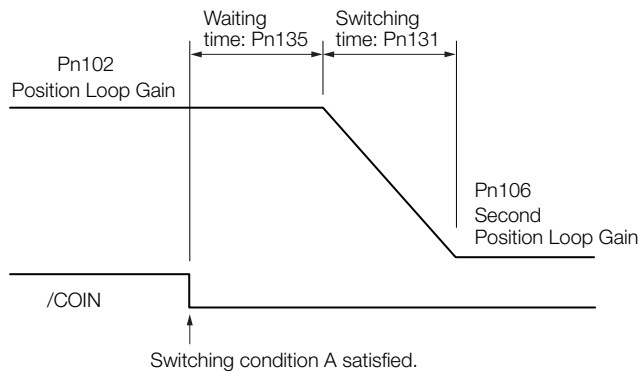 Waiting
time: Pn135
Switching
time: Pn131
Pn102
Position Loop Gain
Pn106
Second
Position Loop Gain
/COIN
Switching condition A satisfied.